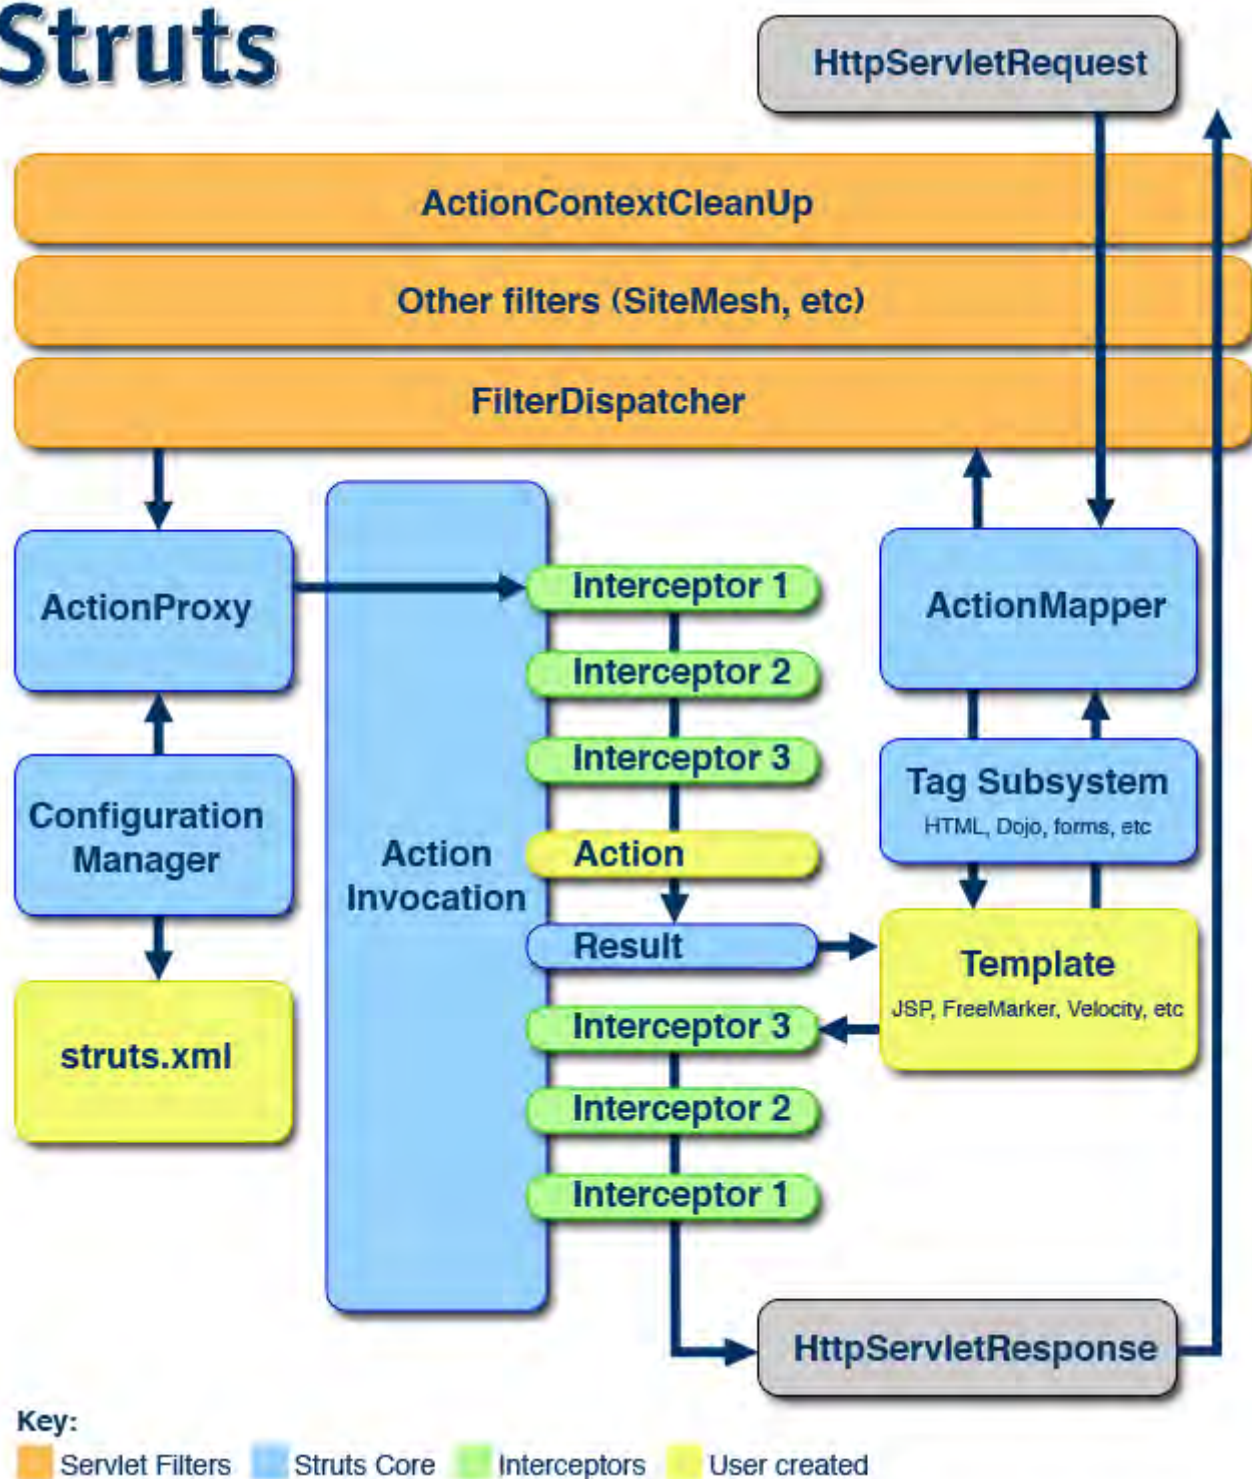 Struts
HttpServletRequest
ActionContextCleanUp
Other filters (SiteMesh, etc)
FilterDispatcher
ActionProxy
Interceptor 1
ActionMapper
Interceptor 2
Interceptor 3
Tag Subsystem
HTML, Dojo, forms, etc
Configuration
Manager
Action
Invocation
Action
Result
Template
JSP, FreeMarker, Velocity, etc
struts.xml
Interceptor 3
Interceptor 2
Interceptor 1
HttpServletResponse
Key:
Servlet Filters
Struts Core
Interceptors
User created